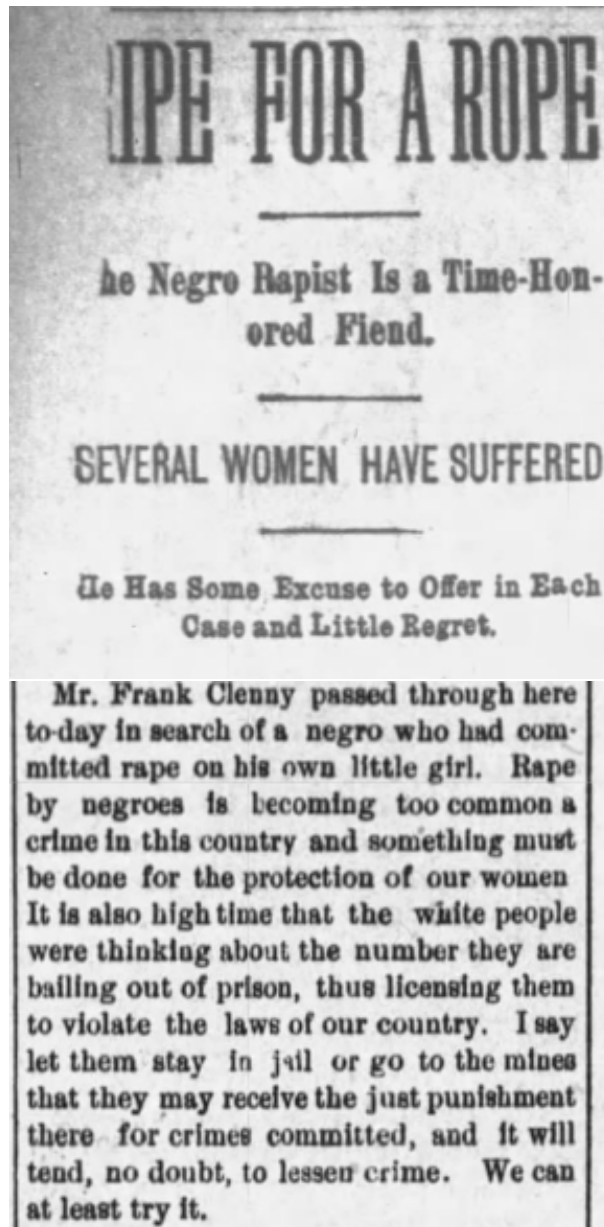 IPE FOR A ROPE
he Negro Rapist Is a Time-Hon-
ored Fiend.
SEVERAL WOMEN HAVE SUFFERED
He Has Some Excuse to Offer in Each
Case and Little Regret.
Mr. Frank Clenny passed through here
to-day in search of a negro who had com-
mitted rape on his own little girl. Rape
by negroes is becoming too common a
crime in this country and something must
be done for the protection of our women
It is also high time that the white people
were thinking about the number they are
bailing out of prison, thus licensing them
to violate the laws of our country. I say
let them stay in jail or go to the mines
that they may receive the just punishment
there for crimes committed, and it will
tend, no doubt, to lessen crime. We can
at least try it.